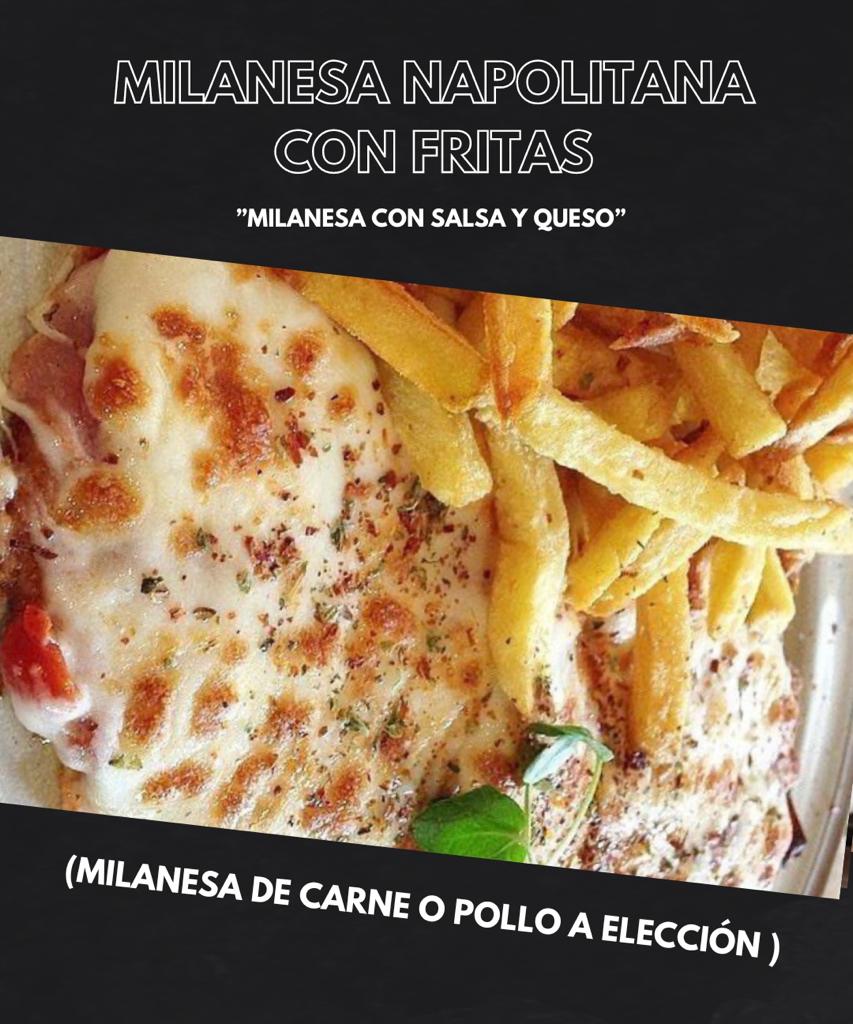 MILANESA NAPOLITANA
CON FRITAS
”MILANESA CON SALSA Y QUESO”
(MILANESA DE CARNE O POLLO A ELECCIÓN )